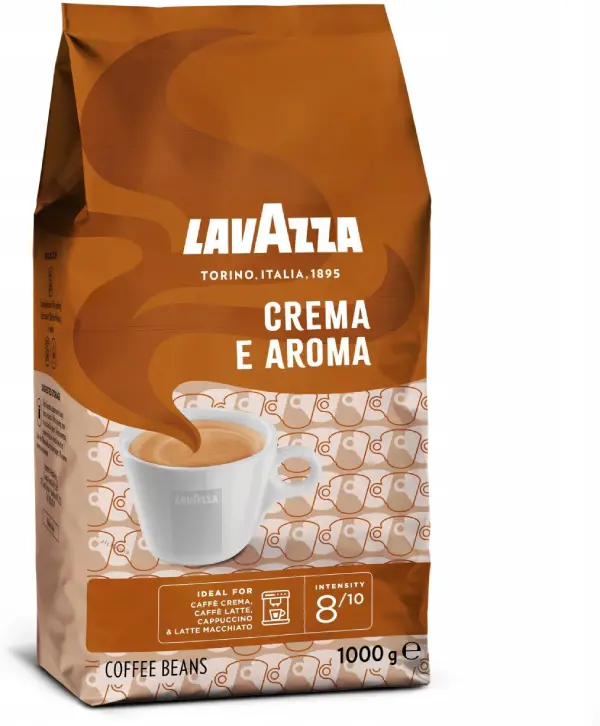 LAVAZZA
TORINO, ITALIA, 1895
CREMA
E AROMA
LAVAZZA
IDEAL FOR
CAFFÈ CREMA,
CAFFÈ LATTE,
CAPPUCCINO
& LATTE MACCHIATO
INTENSITY
8/10
COFFEE BEANS
1000 g ℮